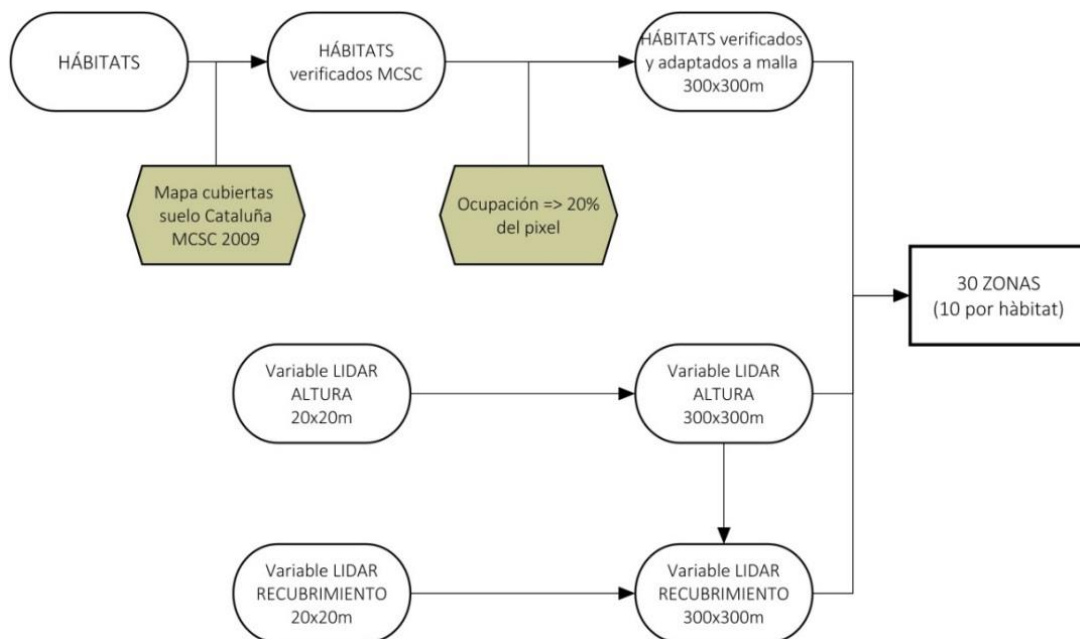 HÁBITATS
HÁBITATS
verificados MCSC
HÁBITATS verificados
y adaptados a malla
300x300m
Mapa cubiertas
suelo Cataluña
MCSC 2009
Ocupación => 20%
del pixel
30 ZONAS
(10 por hàbitat)
Variable LIDAR
ALTURA
20x20m
Variable LIDAR
ALTURA
300x300m
Variable LIDAR
RECUBRIMIENTO
20x20m
Variable LIDAR
RECUBRIMIENTO
300x300m